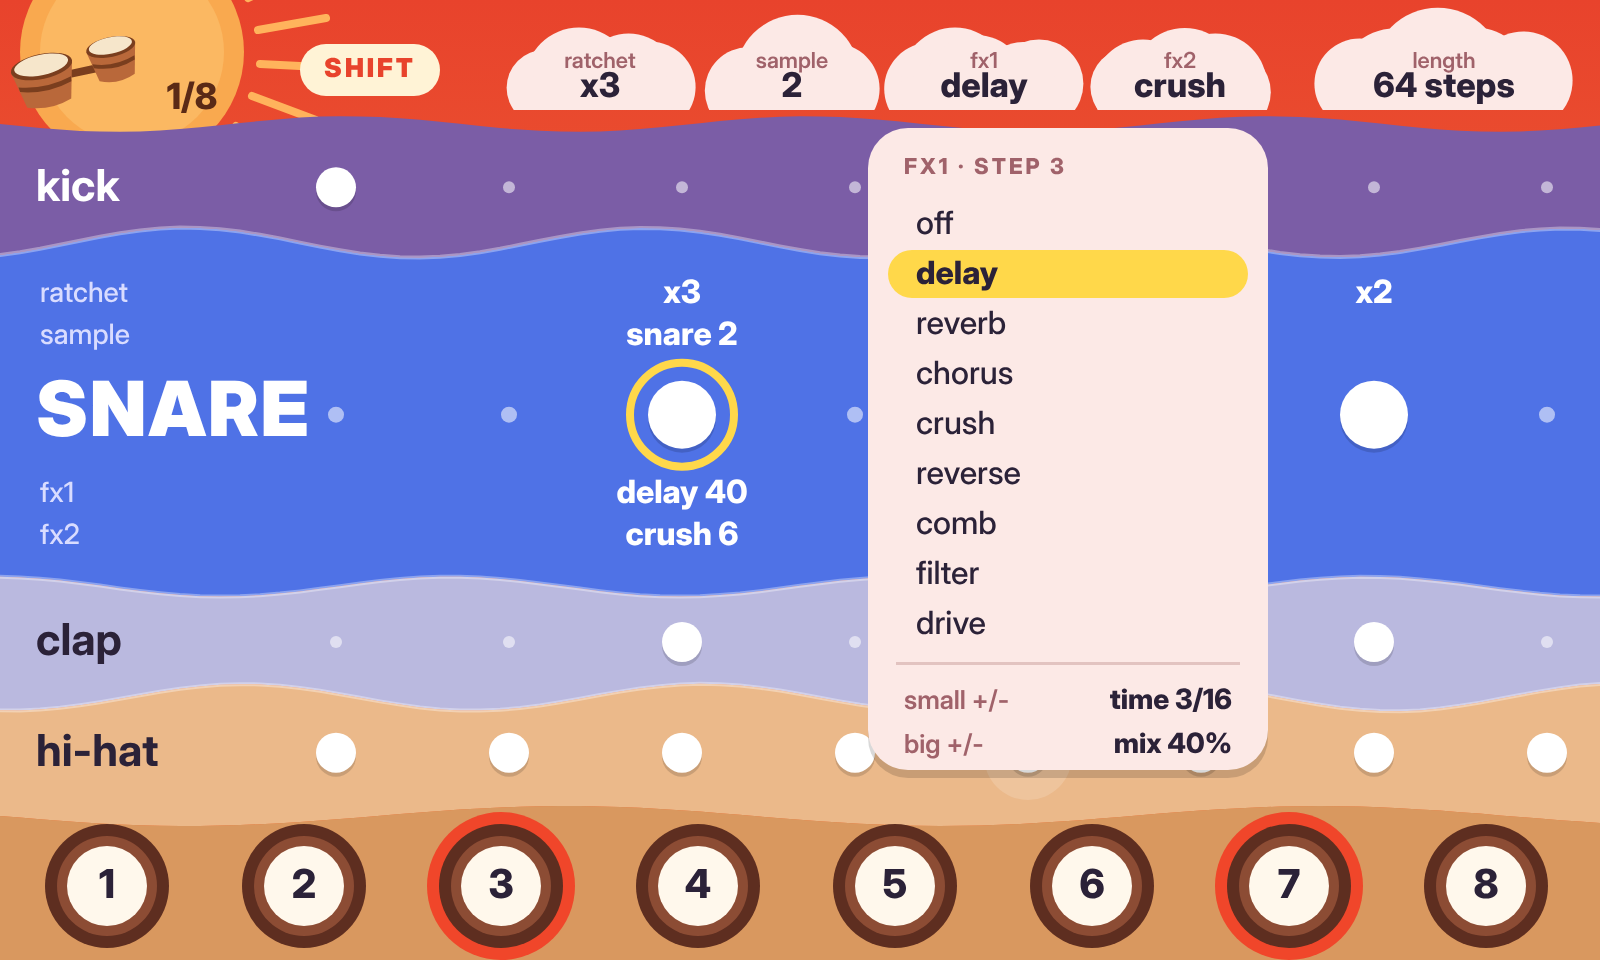 1/8
SHIFT
ratchet
x3
sample
2
fx1
delay
fx2
crush
length
64 steps
kick
ratchet
sample
SNARE
fx1
fx2
x3
snare 2
delay 40
crush 6
FX1 · STEP 3
off
delay
reverb
chorus
crush
reverse
comb
filter
drive
small +/- time 3/16
big +/- mix 40%
x2
clap
hi-hat
1 2 3 4 5 6 7 8